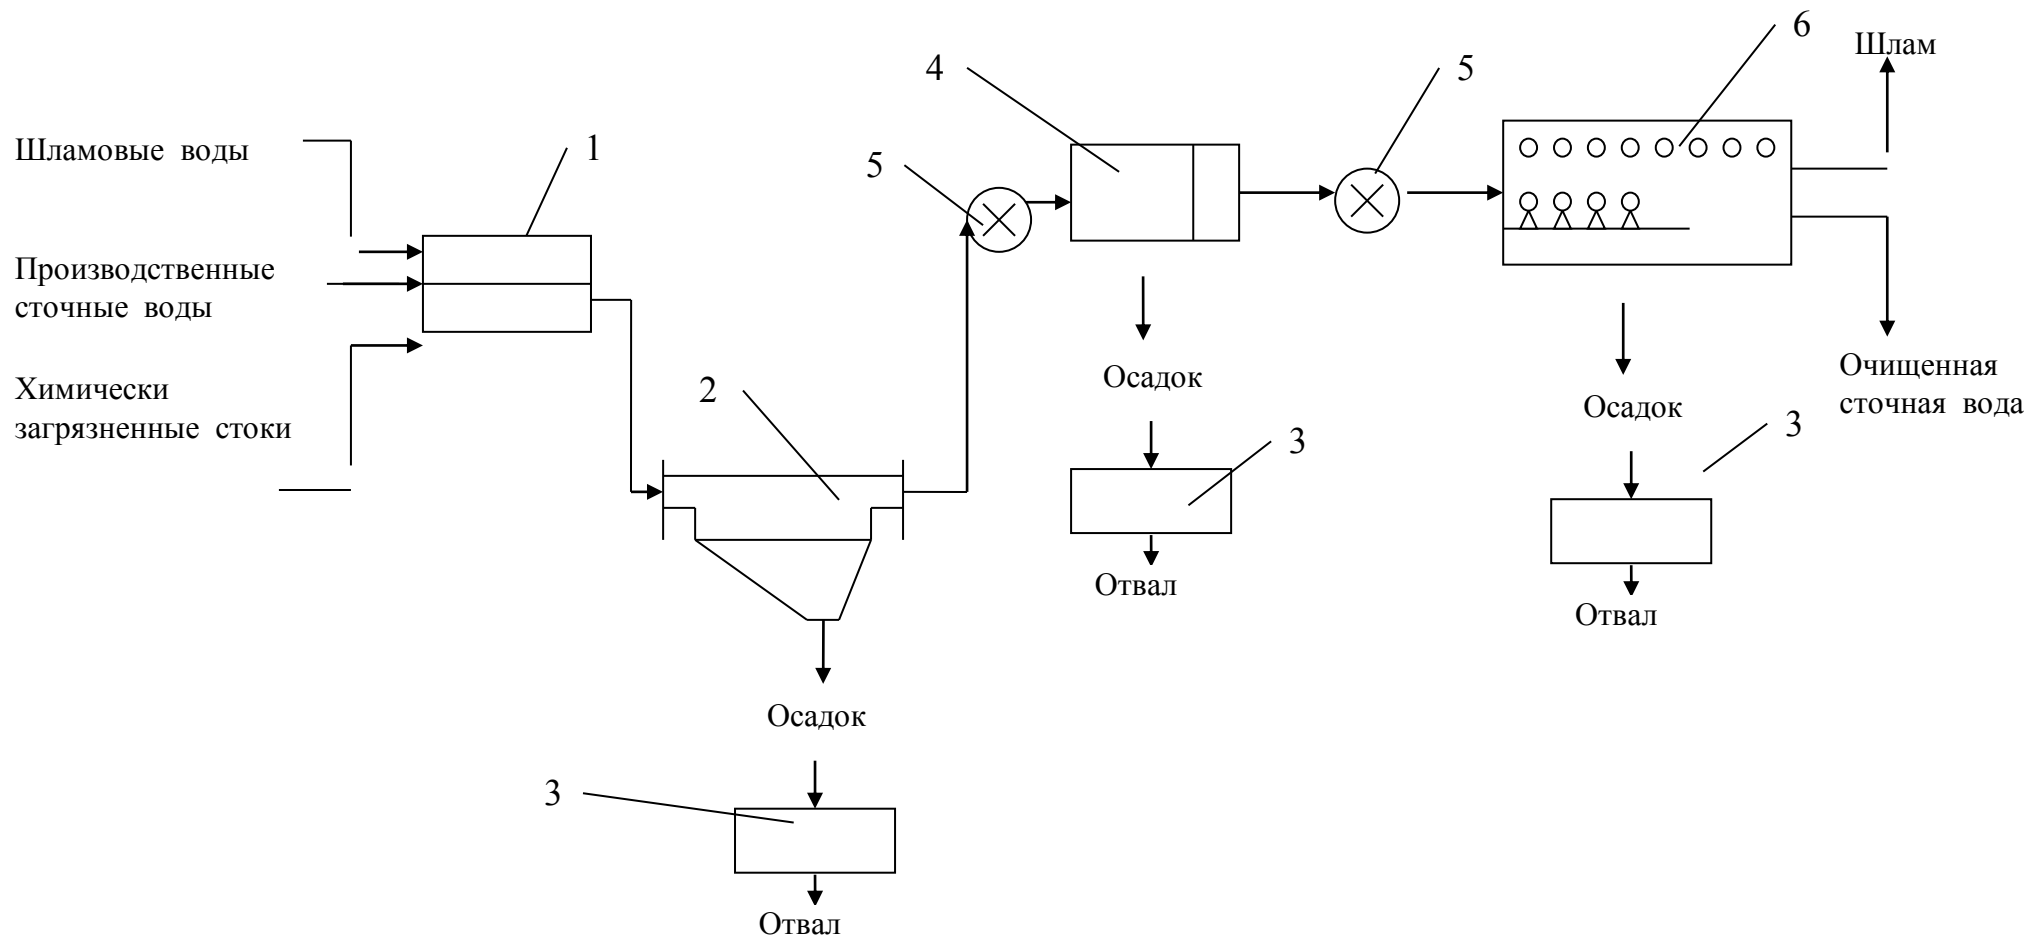 6
Шлам
4
5
Шламовые воды
1
5
Производственные
сточные воды
Химически
загрязненные стоки
2
Осадок
3
Отвал
Осадок
3
Отвал
Очищенная
сточная вода
Осадок
3
Отвал